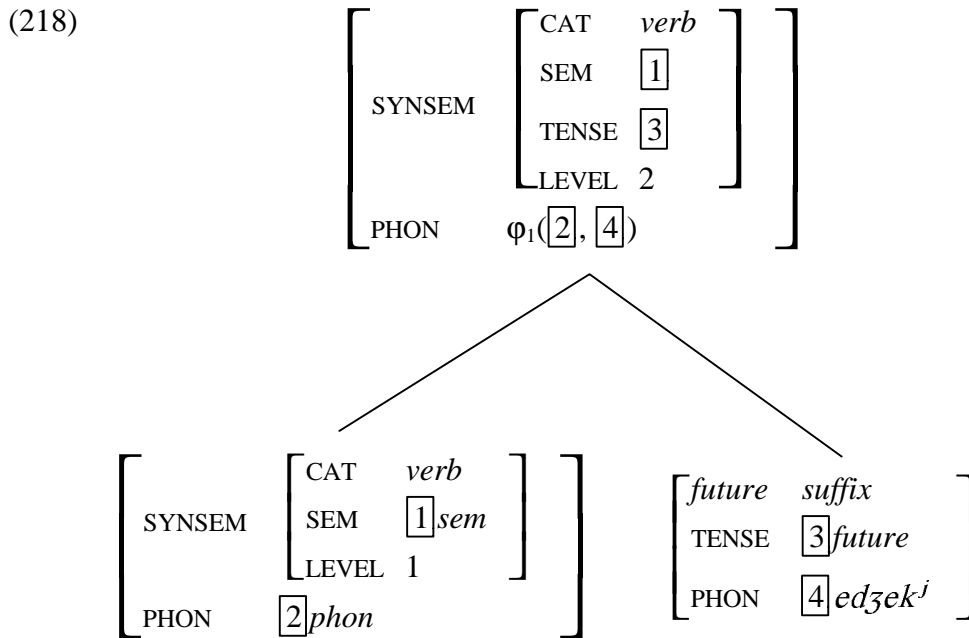 (218)
CAT verb
SEM 1
SYNSEM
TENSE 3
LEVEL 2
PHON φ₁(2, 4)
CAT verb
SYNSEM SEM 1 sem
LEVEL 1
PHON 2 phon
future suffix
TENSE 3 future
PHON 4 edʒekʲ